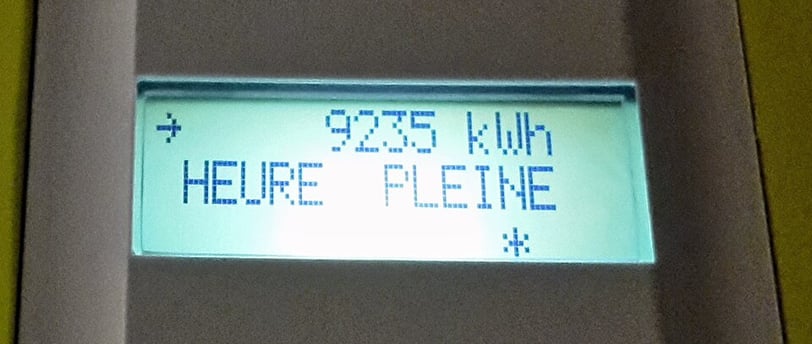 → 9235 kWh
HEURE PLEINE
*